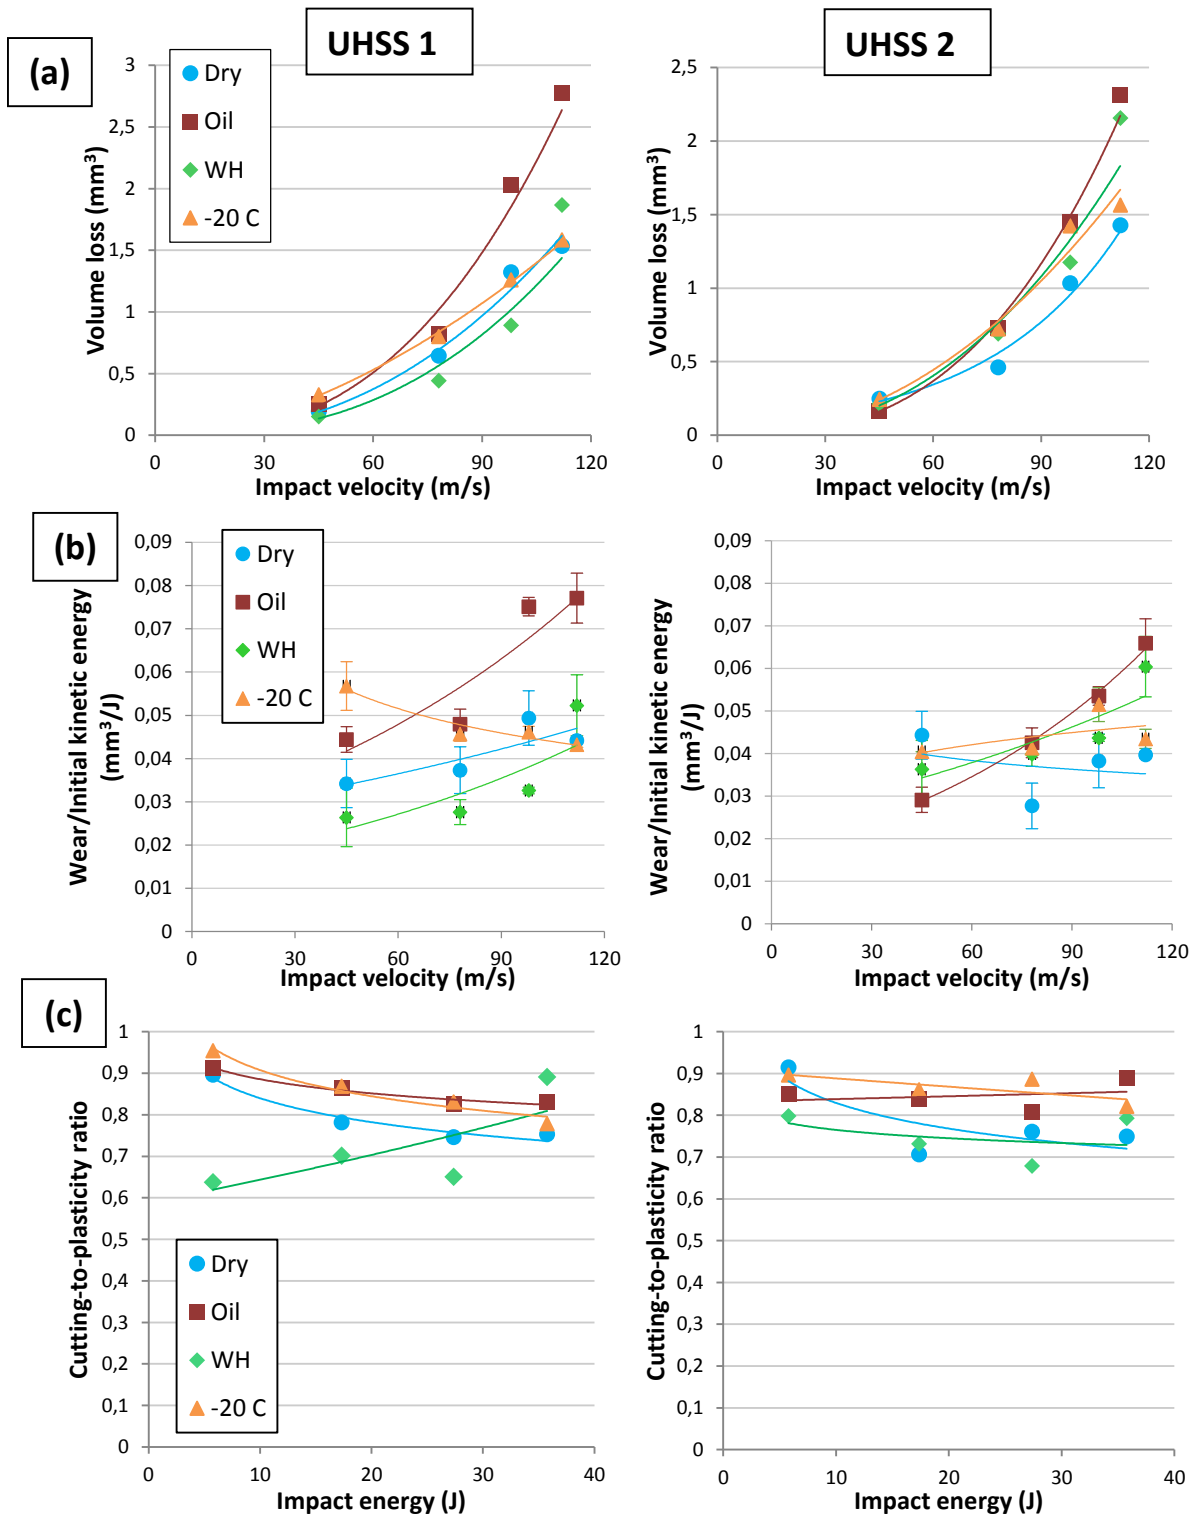 UHSS 1
UHSS 2
(a)
Dry
Oil
WH
-20 C
3
2,5
2
1,5
1
0,5
0
0
30
60
90
120
Volume loss (mm³)
Impact velocity (m/s)
2,5
2
1,5
1
0,5
0
0
30
60
90
120
Volume loss (mm³)
Impact velocity (m/s)
(b)
Dry
Oil
WH
-20 C
0,09
0,08
0,07
0,06
0,05
0,04
0,03
0,02
0,01
0
0
30
60
90
120
Wear/Initial kinetic energy
(mm³/J)
Impact velocity (m/s)
0,09
0,08
0,07
0,06
0,05
0,04
0,03
0,02
0,01
0
0
30
60
90
120
Wear/Initial kinetic energy
(mm³/J)
Impact velocity (m/s)
(c)
1
0,9
0,8
0,7
0,6
0,5
0,4
0,3
0,2
0,1
0
0
10
20
30
40
Dry
Oil
WH
-20 C
Cutting-to-plasticity ratio
Impact energy (J)
1
0,9
0,8
0,7
0,6
0,5
0,4
0,3
0,2
0,1
0
0
10
20
30
40
Cutting-to-plasticity ratio
Impact energy (J)